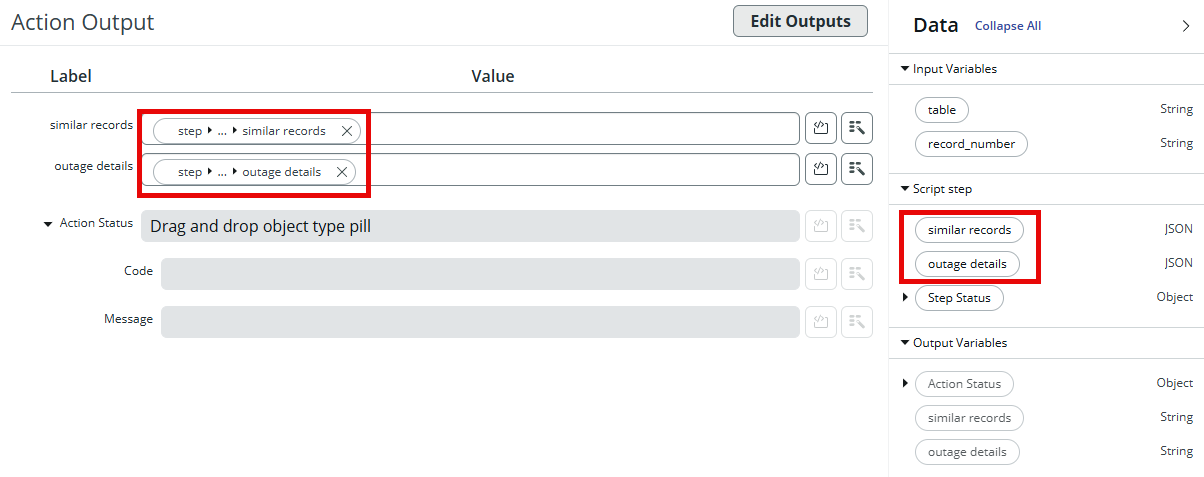 Action Output
Edit Outputs
Label Value
similar records step ... similar records
outage details step ... outage details
Action Status Drag and drop object type pill
Code
Message
Data Collapse All
Input Variables
table String
record_number String
Script step
similar records JSON
outage details JSON
Step Status Object
Output Variables
Action Status Object
similar records String
outage details String